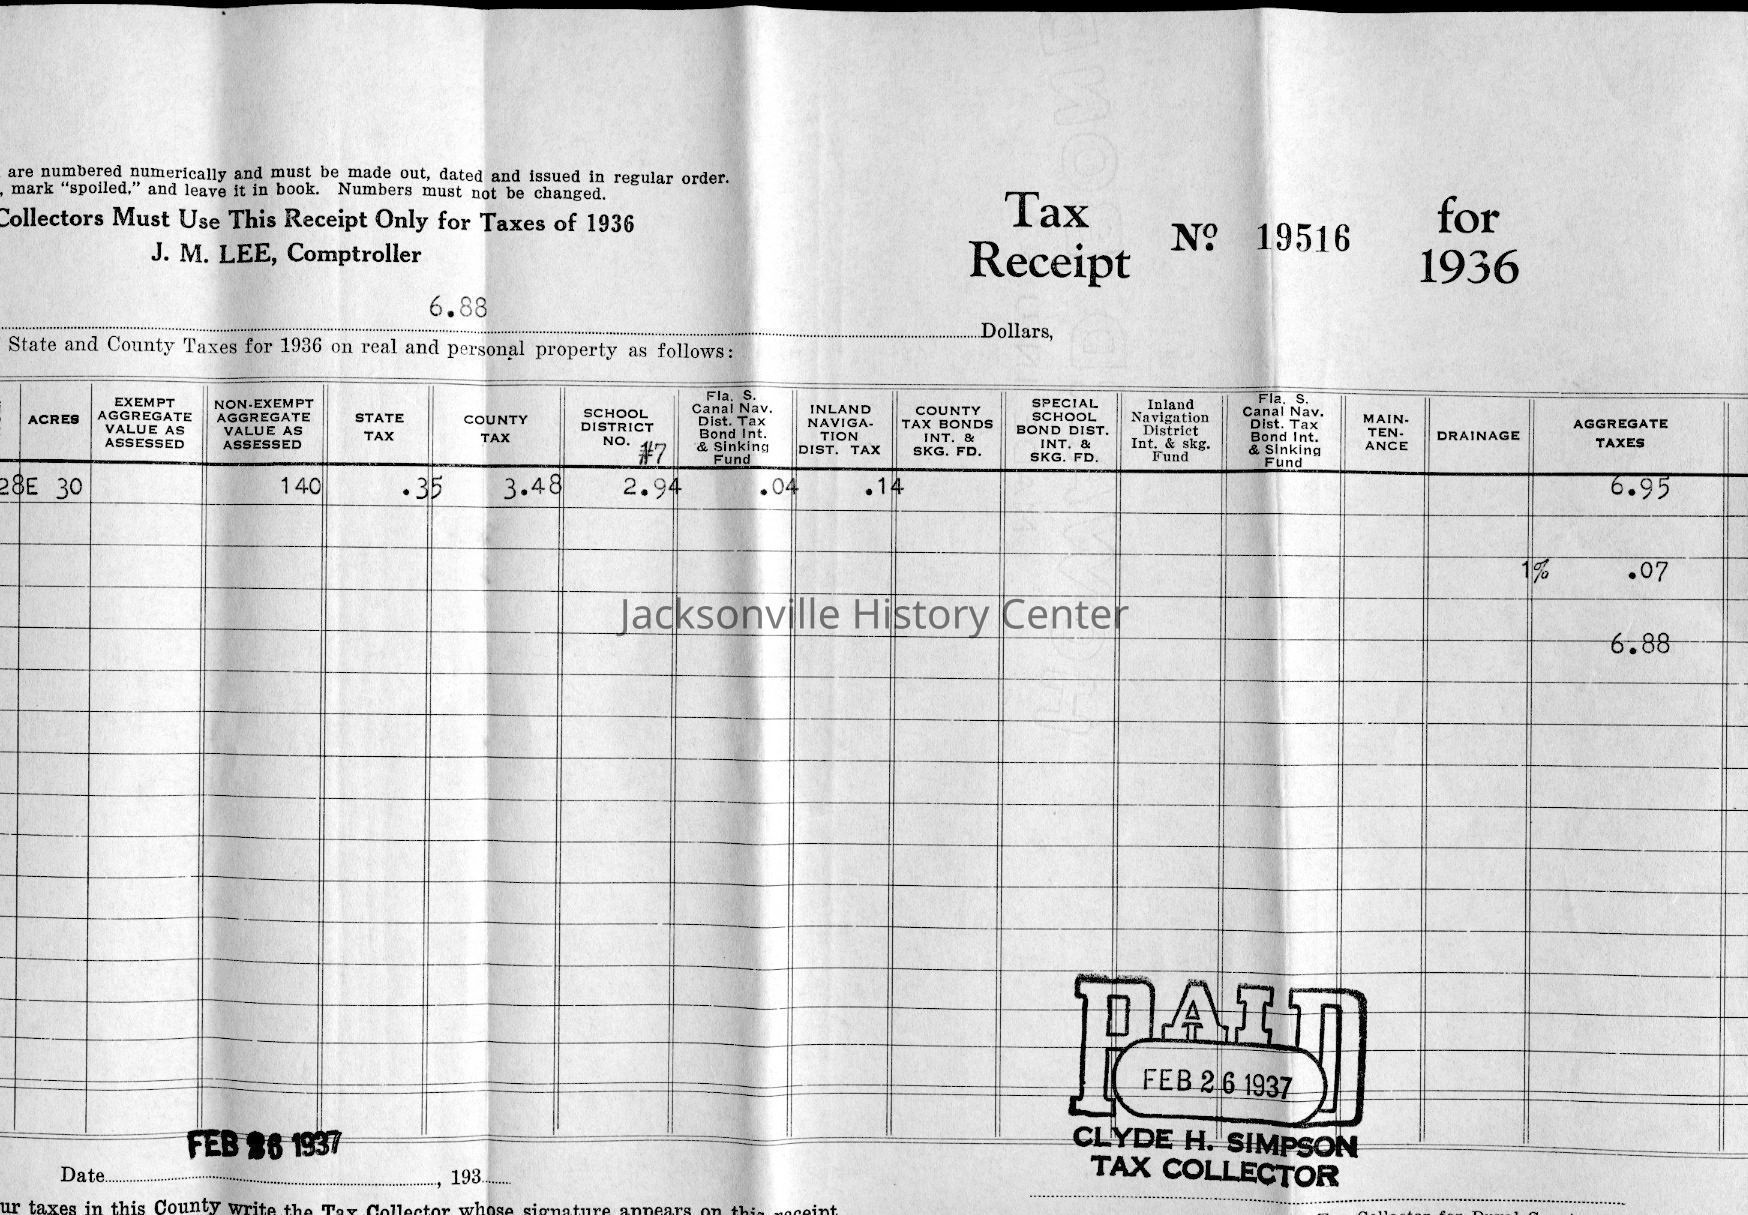 are numbered numerically and must be made out, dated and issued in regular order.
, mark "spoiled," and leave it in book. Numbers must not be changed.
Collectors Must Use This Receipt Only for Taxes of 1936
J. M. LEE, Comptroller
Tax Receipt No. 19516 for 1936
6.88
Dollars,
State and County Taxes for 1936 on real and personal property as follows:
ACRES
EXEMPT AGGREGATE VALUE AS ASSESSED
NON-EXEMPT AGGREGATE VALUE AS ASSESSED
STATE TAX
COUNTY TAX
SCHOOL DISTRICT NO. #7
Fla. S. Canal Nav. Dist. Tax Bond Int. & Sinking Fund
INLAND NAVIGA- TION DIST. TAX
COUNTY TAX BONDS INT. & SKG. FD.
SPECIAL SCHOOL BOND DIST. INT. & SKG. FD.
Inland Navigation District Int. & skg. Fund
Fla. S. Canal Nav. Dist. Tax Bond Int. & Sinking Fund
MAIN- TEN- ANCE
DRAINAGE
AGGREGATE TAXES
28E 30 140 .35 3.48 2.94 .04 .14 6.95
1% .07
Jacksonville History Center
6.88
PAID
FEB 26 1937
CLYDE H. SIMPSON
TAX COLLECTOR
FEB 26 1937
Date , 193
ur taxes in this County write the Tax Collector whose signature appears on this receipt